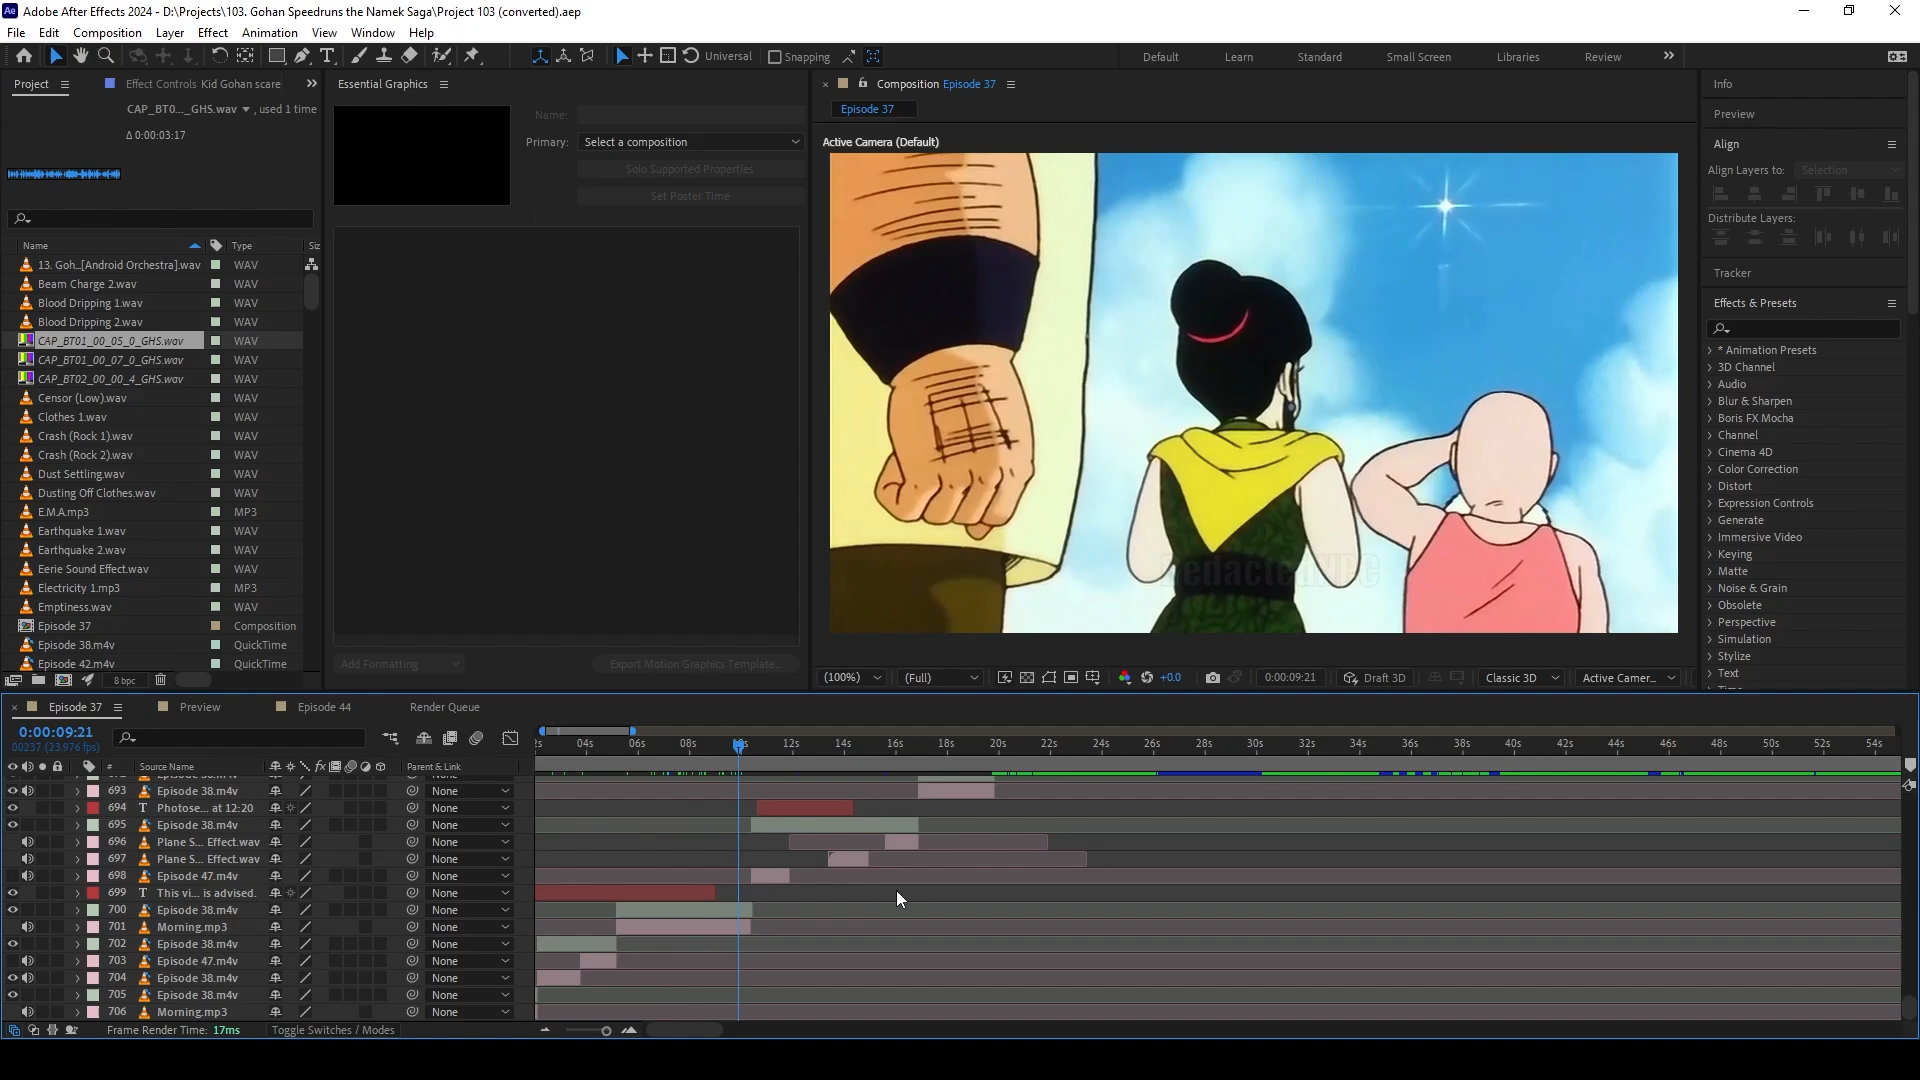 Adobe After Effects 2024 - D:\Projects\103. Gohan Speedruns the Namek Saga\Project 103 (converted).aep
File Edit Composition Layer Effect Animation View Window Help
Universal Snapping Default Learn Standard Small Screen Libraries Review
Project Effect Controls Kid Gohan scare
CAP_BT0..._GHS.wav , used 1 time
Δ 0:00:03:17
Name Type Siz
13. Goh...[Android Orchestra].wav WAV
Beam Charge 2.wav WAV
Blood Dripping 1.wav WAV
Blood Dripping 2.wav WAV
CAP_BT01_00_05_0_GHS.wav WAV
CAP_BT01_00_07_0_GHS.wav WAV
CAP_BT02_00_00_4_GHS.wav WAV
Censor (Low).wav WAV
Clothes 1.wav WAV
Crash (Rock 1).wav WAV
Crash (Rock 2).wav WAV
Dust Settling.wav WAV
Dusting Off Clothes.wav WAV
E.M.A.mp3 MP3
Earthquake 1.wav WAV
Earthquake 2.wav WAV
Eerie Sound Effect.wav WAV
Electricity 1.mp3 MP3
Emptiness.wav WAV
Episode 37 Composition
Episode 38.m4v QuickTime
Episode 42.m4v QuickTime
8 bpc
Essential Graphics
Name:
Primary: Select a composition
Solo Supported Properties
Set Poster Time
Add Formatting Export Motion Graphics Template...
Composition Episode 37
Episode 37
Active Camera (Default)
RedactedNPC
(100%) (Full) +0.0 0:00:09:21 Draft 3D Classic 3D Active Camer...
Info
Preview
Align
Align Layers to: Selection
Distribute Layers:
Tracker
Effects & Presets
* Animation Presets
3D Channel
Audio
Blur & Sharpen
Boris FX Mocha
Channel
Cinema 4D
Color Correction
Distort
Expression Controls
Generate
Immersive Video
Keying
Matte
Noise & Grain
Obsolete
Perspective
Simulation
Stylize
Text
Episode 37 Preview Episode 44 Render Queue
0:00:09:21
00237 (23.976 fps)
04s 06s 08s 12s 14s 16s 18s 20s 22s 24s 26s 28s 30s 32s 34s 36s 38s 40s 42s 44s 46s 48s 50s 52s 54s
# Source Name Parent & Link
693 Episode 38.m4v None
694 T Photose... at 12:20 None
695 Episode 38.m4v None
696 Plane S... Effect.wav None
697 Plane S... Effect.wav None
698 Episode 47.m4v None
699 T This vi... is advised. None
700 Episode 38.m4v None
701 Morning.mp3 None
702 Episode 38.m4v None
703 Episode 47.m4v None
704 Episode 38.m4v None
705 Episode 38.m4v None
706 Morning.mp3 None
Frame Render Time: 17ms Toggle Switches / Modes